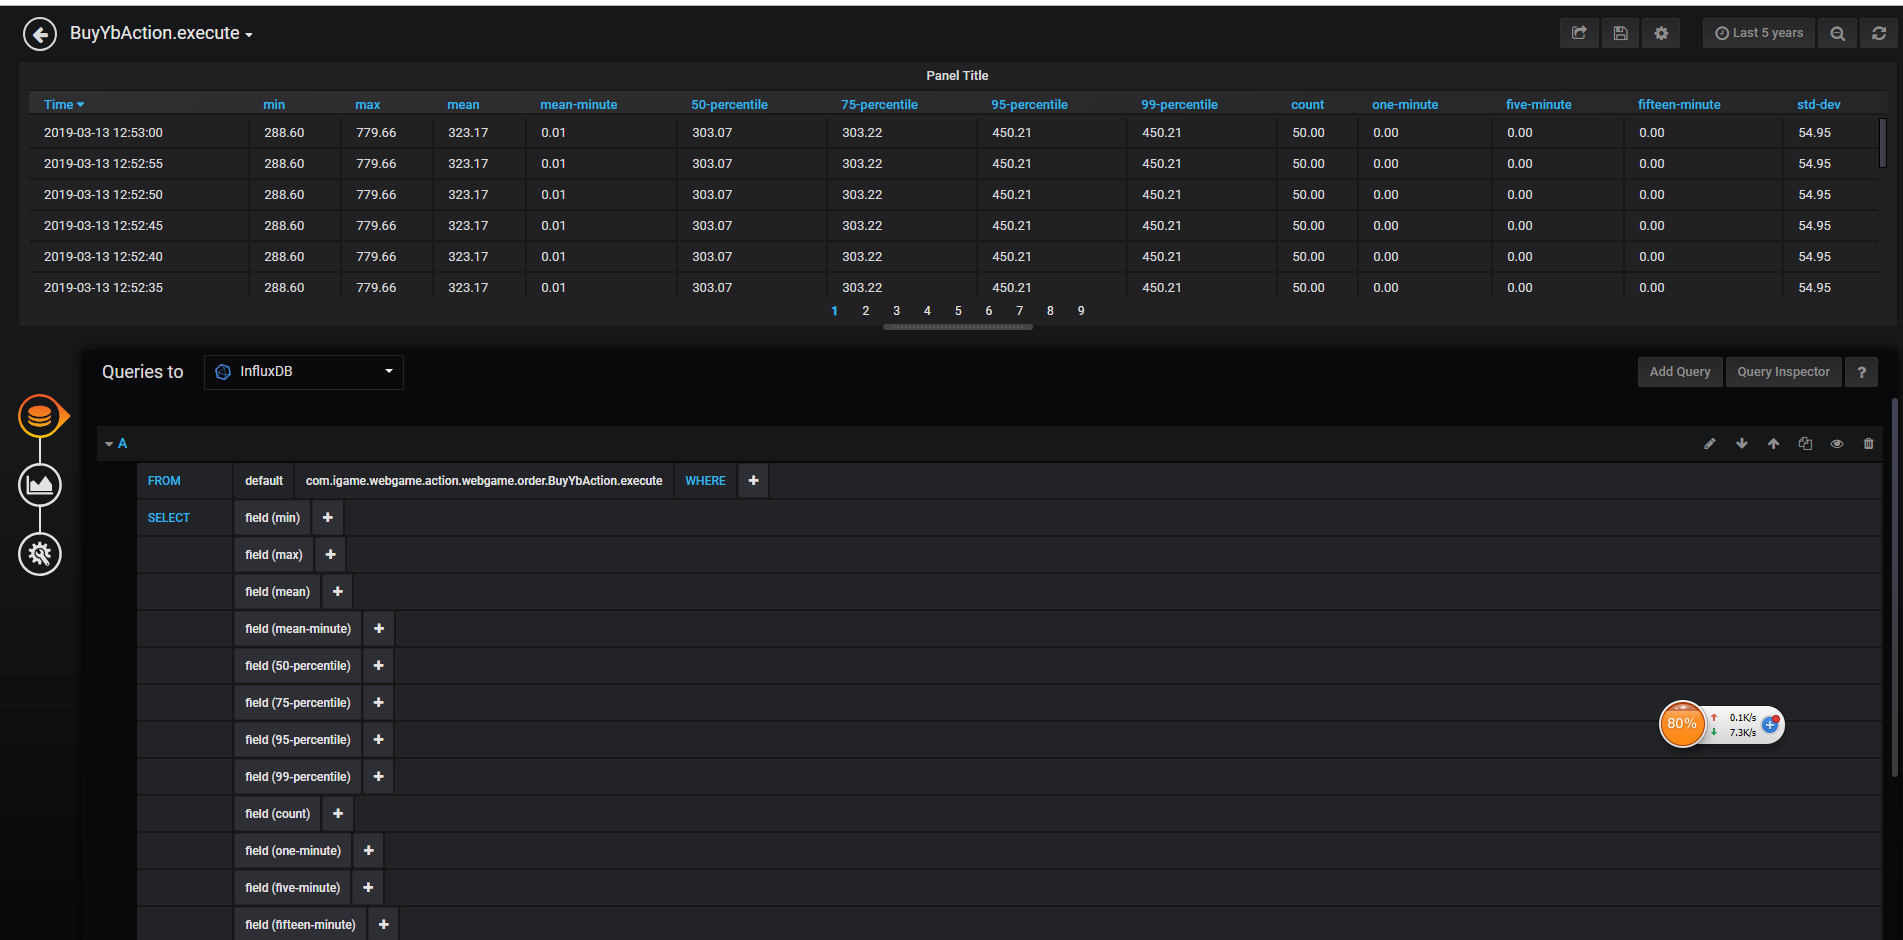 BuyYbAction.execute
Last 5 years
Panel Title
Time min max mean mean-minute 50-percentile 75-percentile 95-percentile 99-percentile count one-minute five-minute fifteen-minute std-dev
2019-03-13 12:53:00 288.60 779.66 323.17 0.01 303.07 303.22 450.21 450.21 50.00 0.00 0.00 0.00 54.95
2019-03-13 12:52:55 288.60 779.66 323.17 0.01 303.07 303.22 450.21 450.21 50.00 0.00 0.00 0.00 54.95
2019-03-13 12:52:50 288.60 779.66 323.17 0.01 303.07 303.22 450.21 450.21 50.00 0.00 0.00 0.00 54.95
2019-03-13 12:52:45 288.60 779.66 323.17 0.01 303.07 303.22 450.21 450.21 50.00 0.00 0.00 0.00 54.95
2019-03-13 12:52:40 288.60 779.66 323.17 0.01 303.07 303.22 450.21 450.21 50.00 0.00 0.00 0.00 54.95
2019-03-13 12:52:35 288.60 779.66 323.17 0.01 303.07 303.22 450.21 450.21 50.00 0.00 0.00 0.00 54.95
1 2 3 4 5 6 7 8 9
Queries to InfluxDB Add Query Query Inspector ?
A
FROM default com.igame.webgame.action.webgame.order.BuyYbAction.execute WHERE +
SELECT field (min) +
field (max) +
field (mean) +
field (mean-minute) +
field (50-percentile) +
field (75-percentile) +
field (95-percentile) +
field (99-percentile) +
field (count) +
field (one-minute) +
field (five-minute) +
field (fifteen-minute) +
80%
0.1K/s
7.3K/s